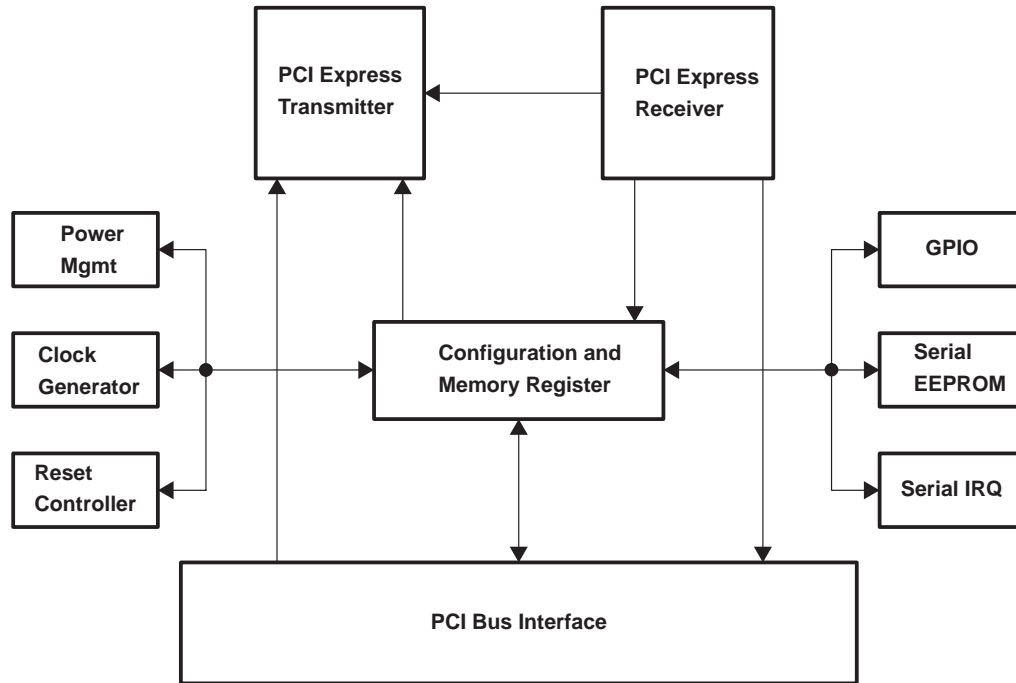 PCI Express
Transmitter
PCI Express
Receiver
Power
Mgmt
GPIO
Clock
Generator
Configuration and
Memory Register
Serial
EEPROM
Reset
Controller
Serial IRQ
PCI Bus Interface